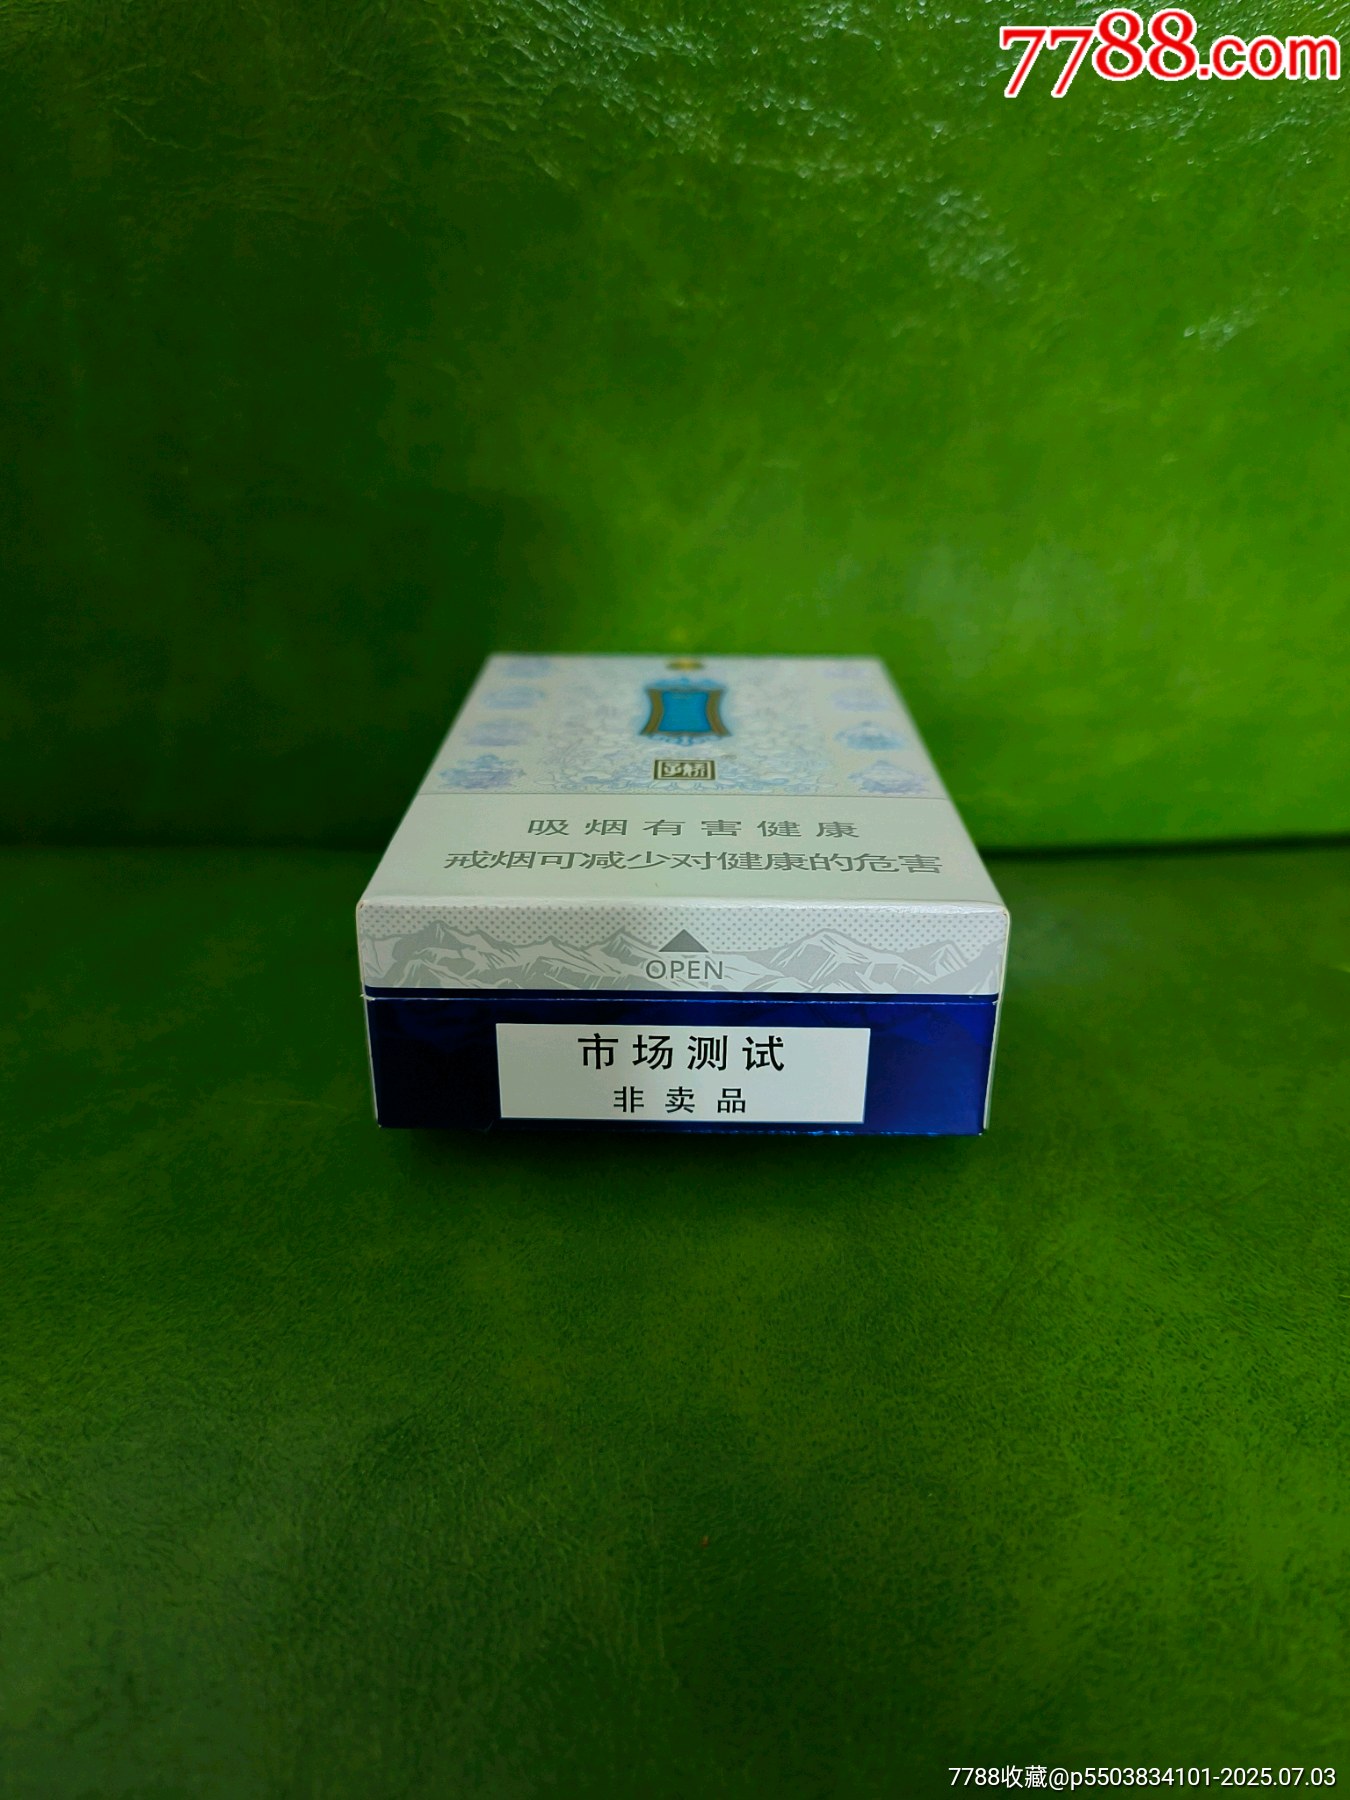 7788.com
吸烟有害健康
戒烟可减少对健康的危害
OPEN
市场测试
非卖品
7788收藏@p5503834101-2025.07.03